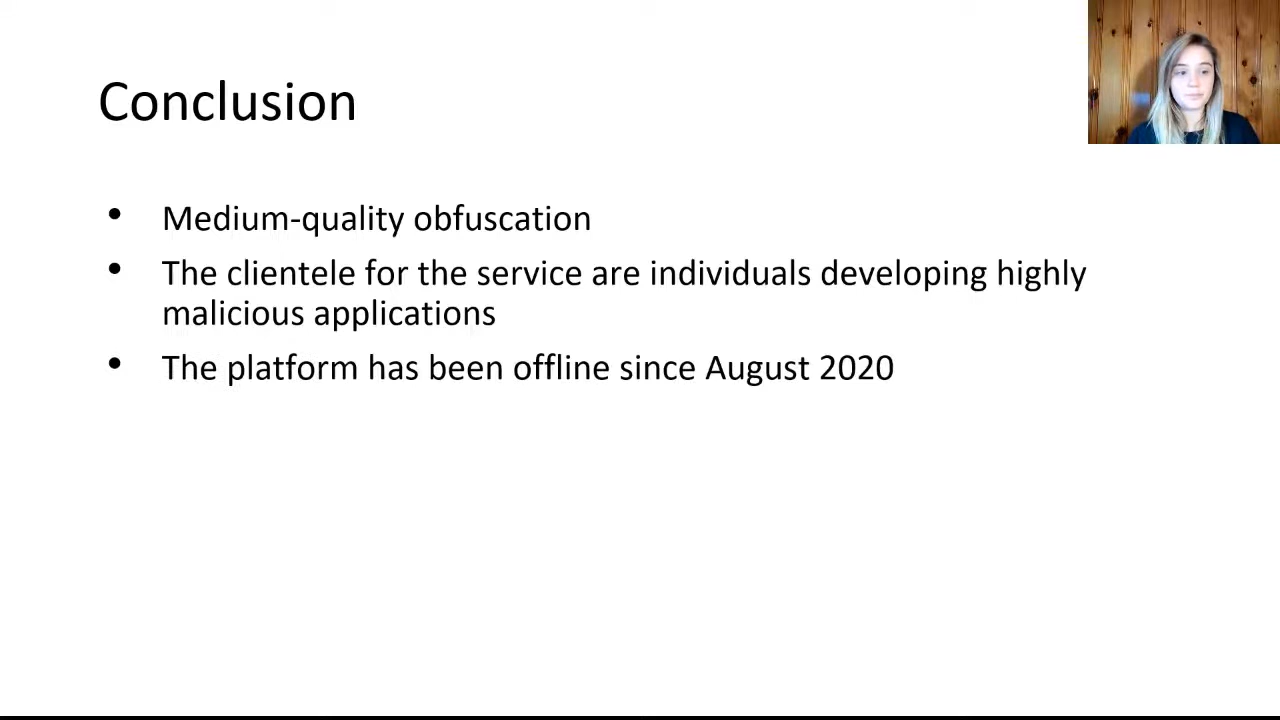 Conclusion
• Medium-quality obfuscation
• The clientele for the service are individuals developing highly
malicious applications
• The platform has been offline since August 2020